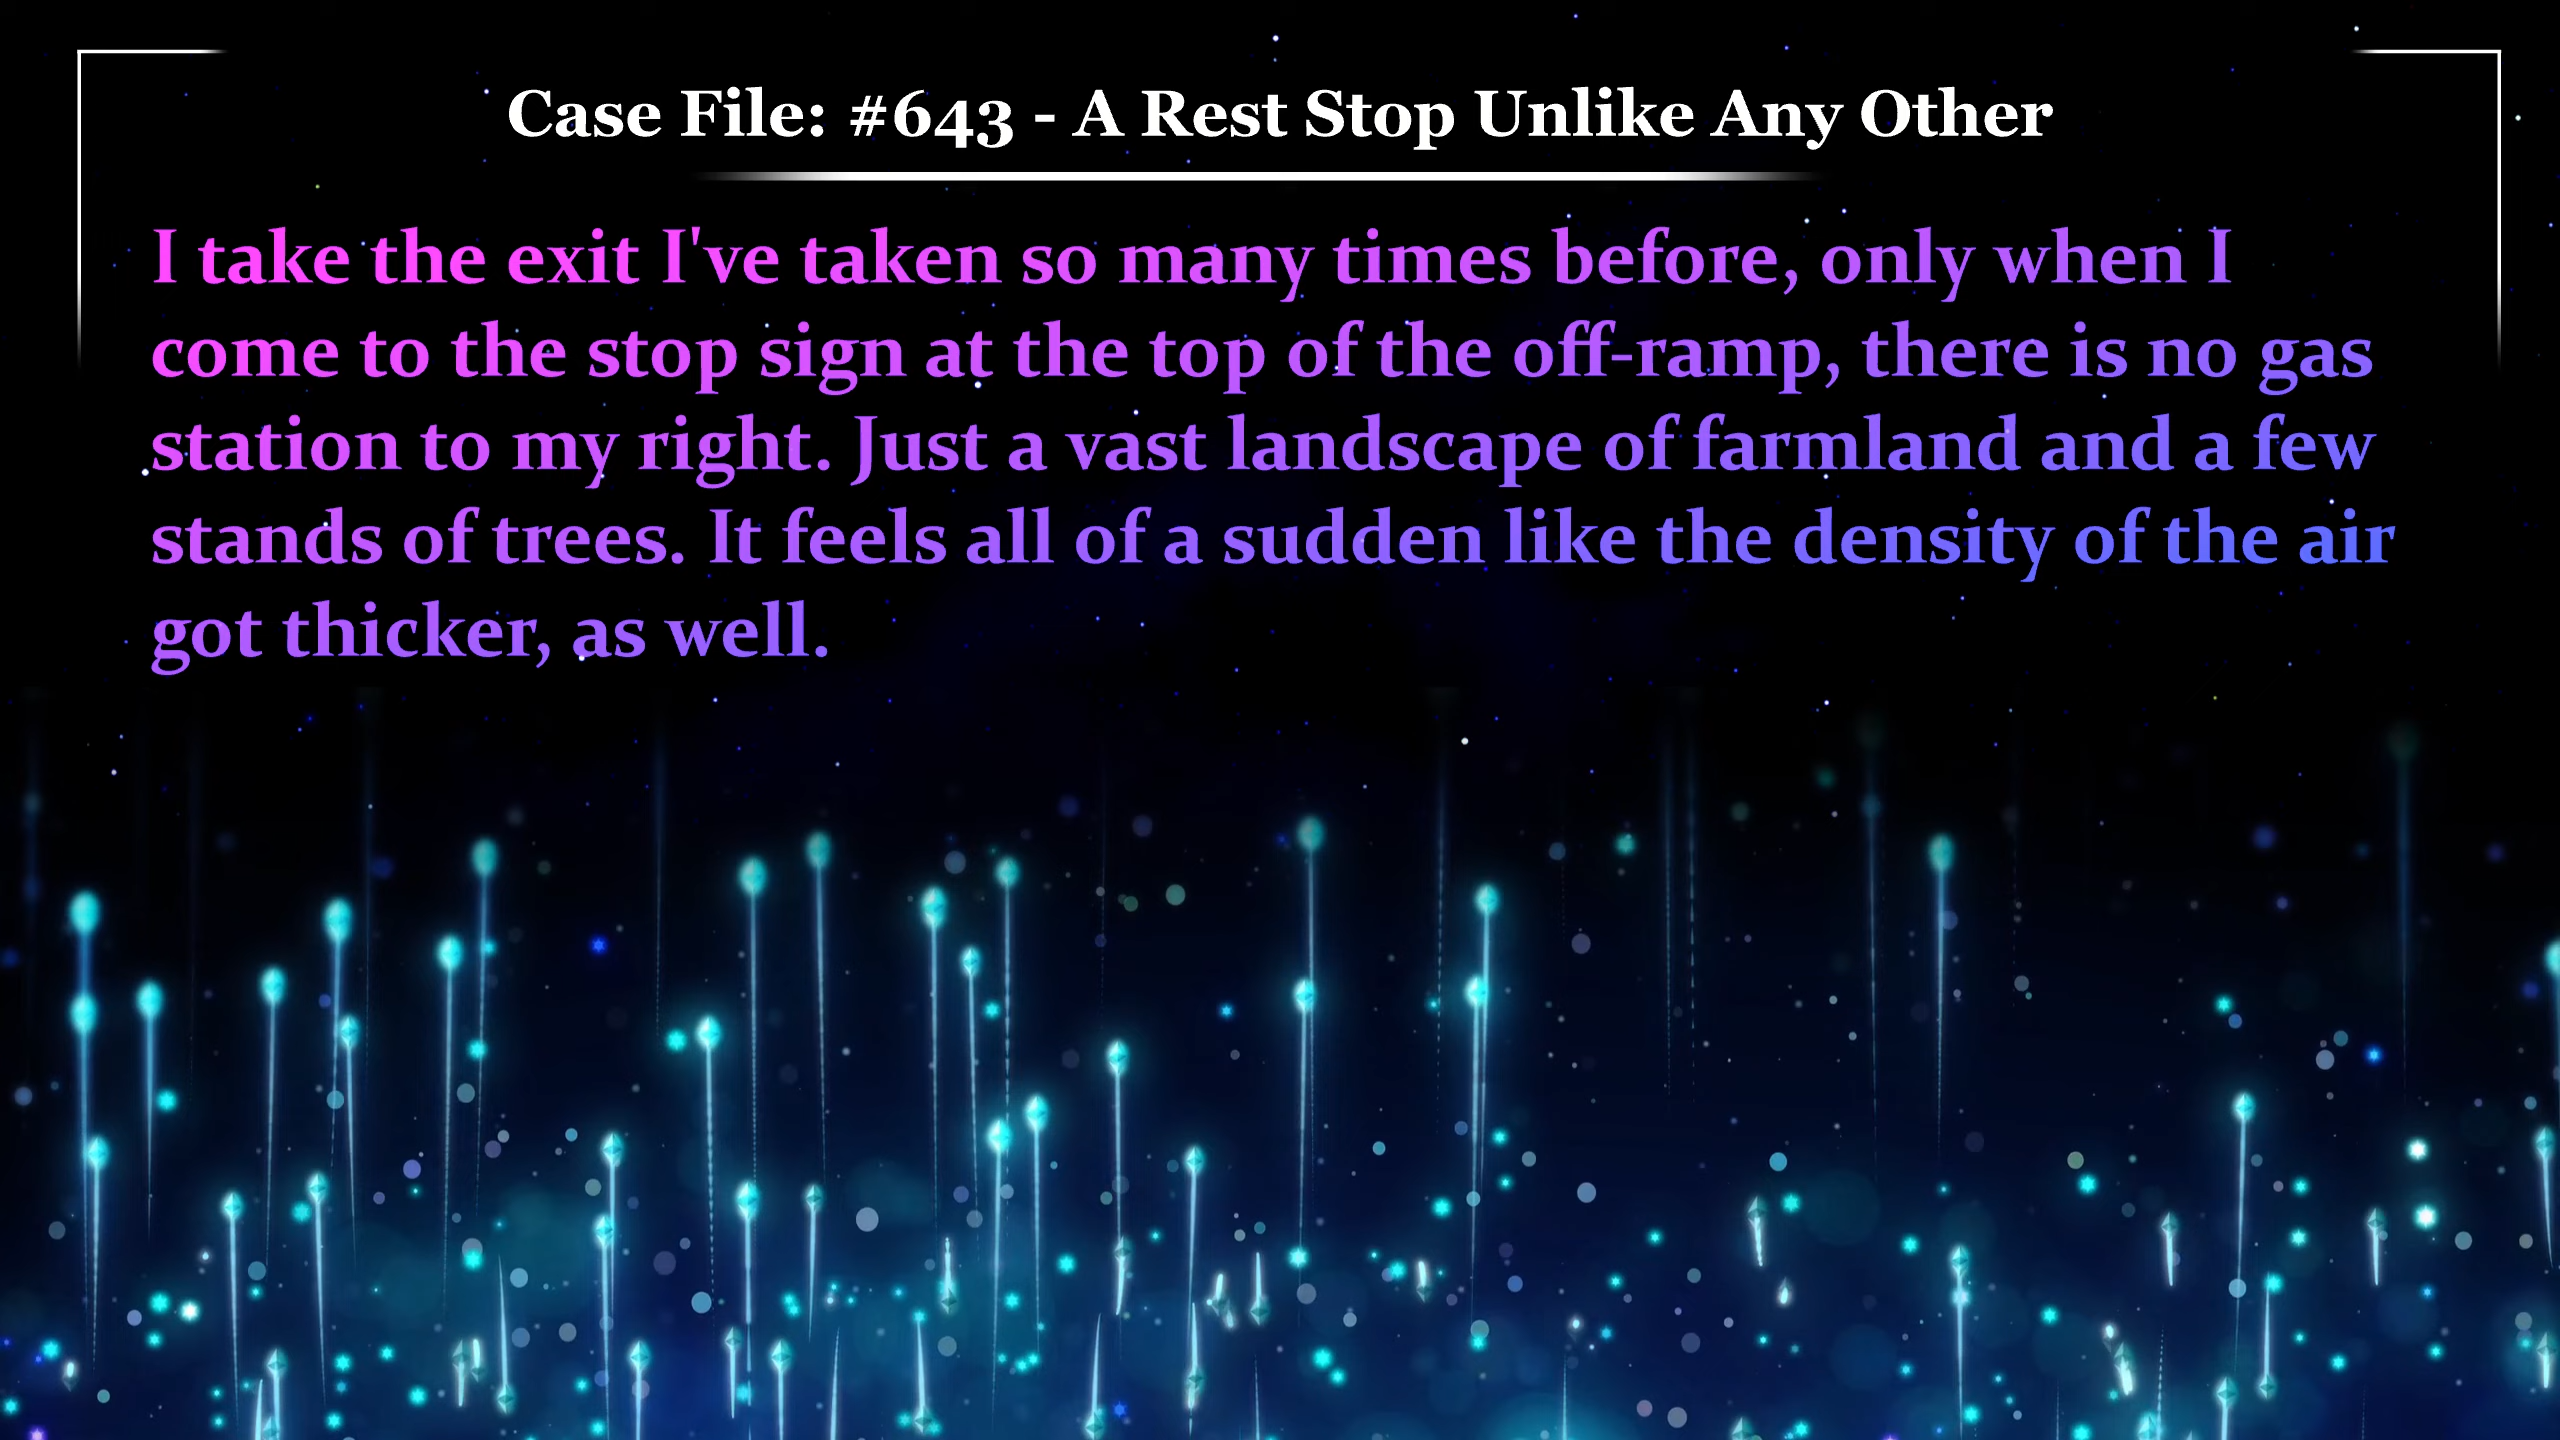 Case File: #643 - A Rest Stop Unlike Any Other
I take the exit I've taken so many times before, only when I
come to the stop sign at the top of the off-ramp, there is no gas
station to my right. Just a vast landscape of farmland and a few
stands of trees. It feels all of a sudden like the density of the air
got thicker, as well.